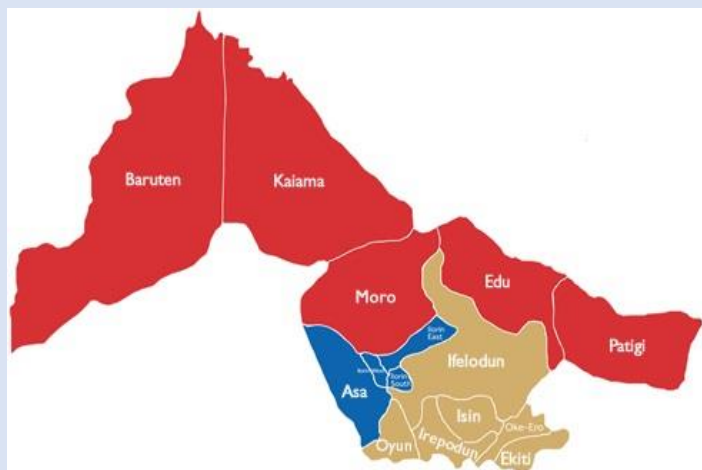 Baruten
Kaiama
Moro
Edu
Patigi
Ilorin
East
Ifelodun
Ilorin
South
Asa
Isin
Oke-Ero
Oyun
Irepodun
Ekiti